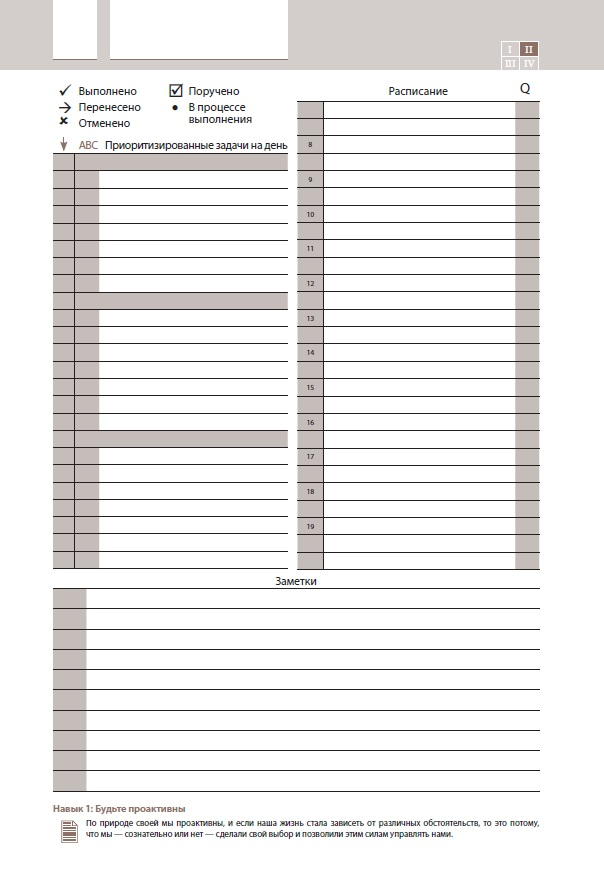 I II
III IV
Выполнено
Перенесено
Отменено
Поручено
В процессе
выполнения
ABC Приоритизированные задачи на день
Расписание Q
8
9
10
11
12
13
14
15
16
17
18
19
Заметки
Навык 1: Будьте проактивны
По природе своей мы проактивны, и если наша жизнь стала зависеть от различных обстоятельств, то это потому,
что мы — сознательно или нет — сделали свой выбор и позволили этим силам управлять нами.